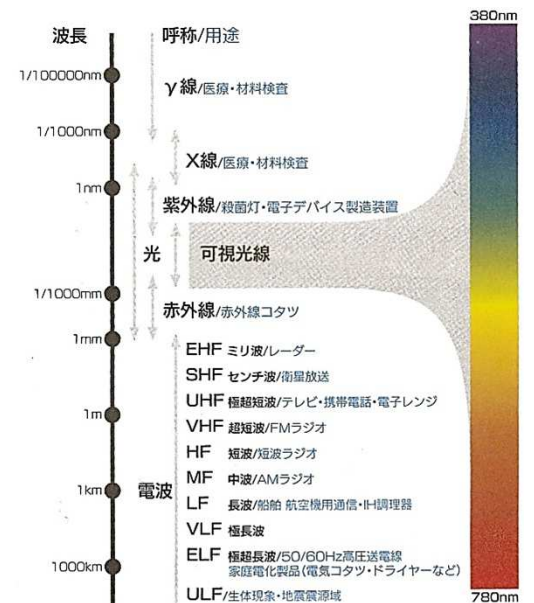 380nm
波長
呼称/用途
1/100000nm
γ線/医療・材料検査
1/1000nm
X線/医療・材料検査
1nm
紫外線/殺菌灯・電子デバイス製造装置
光
可視光線
1/1000mm
赤外線/赤外線コタツ
1mm
EHF ミリ波/レーダー
SHF センチ波/衛星放送
UHF 極超短波/テレビ・携帯電話・電子レンジ
1m
VHF 超短波/FMラジオ
HF 短波/短波ラジオ
MF 中波/AMラジオ
1km
電波
LF 長波/船舶 航空機用通信・IH調理器
VLF 極長波
ELF 極超長波/50/60Hz高圧送電線
家庭電化製品(電気コタツ・ドライヤーなど)
1000km
ULF/生体現象・地震震源域
780nm